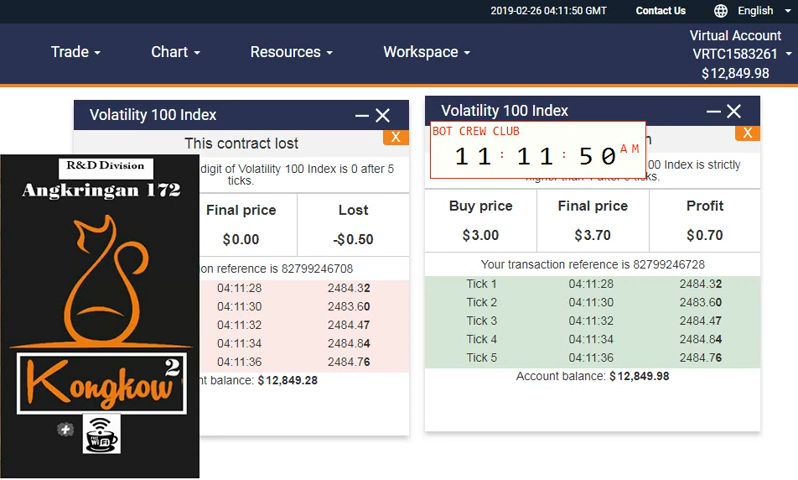 2019-02-26 04:11:50 GMT Contact Us English
Trade Chart Resources Workspace
Virtual Account
VRTC1583261
$12,849.98
Volatility 100 Index
This contract lost
X
digit of Volatility 100 Index is 0 after 5
ticks.
Final price Lost
$0.00 -$0.50
reference is 82799246708
04:11:28 2484.32
04:11:30 2483.60
04:11:32 2484.47
04:11:34 2484.84
04:11:36 2484.76
balance: $12,849.28
R&D Division
Angkringan 172
Kongkow 2
FREE
WiFi
Volatility 100 Index
X
BOT CREW CLUB
11:11:50 AM
00 Index is strictly
Buy price Final price Profit
$3.00 $3.70 $0.70
Your transaction reference is 82799246728
Tick 1 04:11:28 2484.32
Tick 2 04:11:30 2483.60
Tick 3 04:11:32 2484.47
Tick 4 04:11:34 2484.84
Tick 5 04:11:36 2484.76
Account balance: $12,849.98